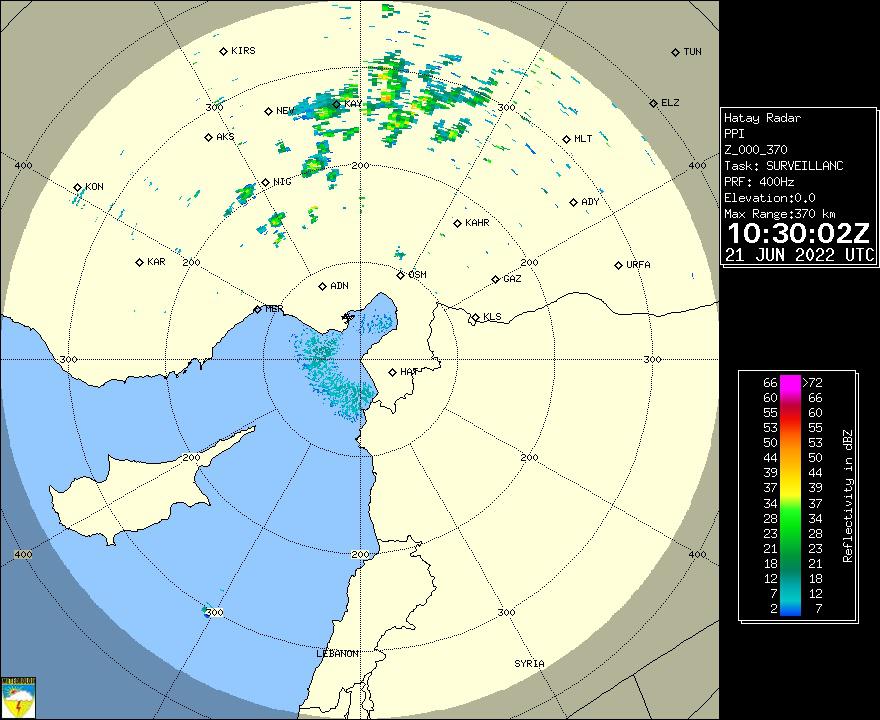 KIRS
TUN
NEW
KAY
300
300
ELZ
AKS
MLT
400
200
400
KON
NIG
ADY
KAHR
KAR
200
200
URFA
OSM
GAZ
ADN
MER
KLS
300
300
HAT
200
200
400
200
400
300
300
LEBANON
SYRIA
METEOROLOJI
Hatay Radar
PPI
Z_000_370
Task: SURVEILLANC
PRF: 400Hz
Elevation:0.0
Max Range:370 km
10:30:02Z
21 JUN 2022 UTC
66 >72
60 66
55 60
53 55
50 53
44 50
39 44
37 39
34 37
28 34
23 28
21 23
18 21
12 18
7 12
2 7
Reflectivity in dBZ